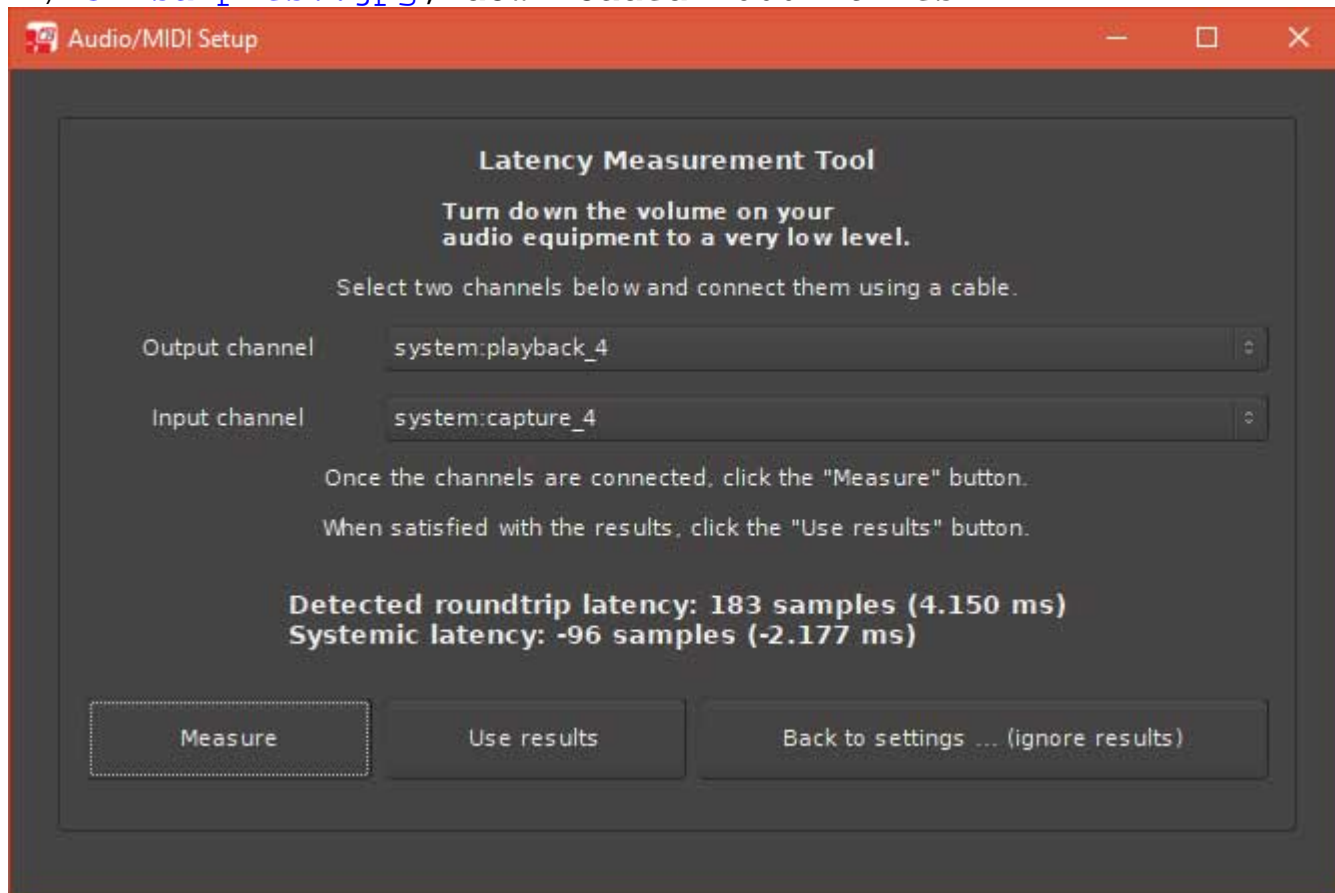 Audio/MIDI Setup
Latency Measurement Tool
Turn down the volume on your
audio equipment to a very low level.
Select two channels below and connect them using a cable.
Output channel system:playback_4
Input channel system:capture_4
Once the channels are connected, click the "Measure" button.
When satisfied with the results, click the "Use results" button.
Detected roundtrip latency: 183 samples (4.150 ms)
Systemic latency: -96 samples (-2.177 ms)
Measure Use results Back to settings ... (ignore results)